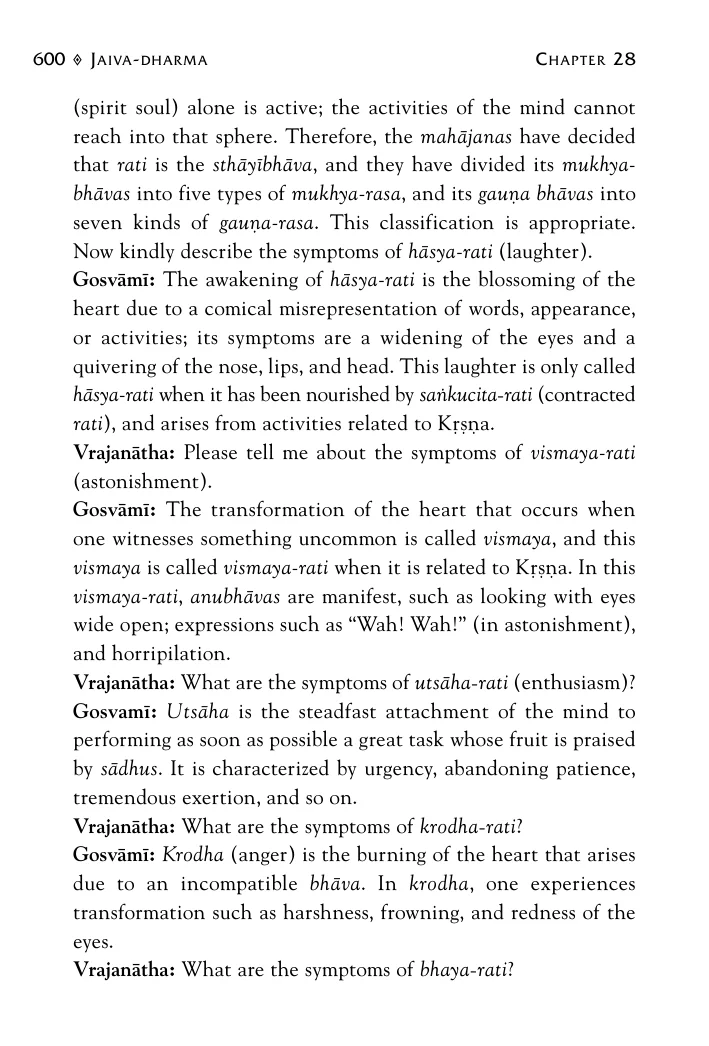 600 ◈ Jaiva-dharma Chapter 28
(spirit soul) alone is active; the activities of the mind cannot
reach into that sphere. Therefore, the mahājanas have decided
that rati is the sthāyībhāva, and they have divided its mukhya-
bhāvas into five types of mukhya-rasa, and its gauṇa bhāvas into
seven kinds of gauṇa-rasa. This classification is appropriate.
Now kindly describe the symptoms of hāsya-rati (laughter).
Gosvāmī: The awakening of hāsya-rati is the blossoming of the
heart due to a comical misrepresentation of words, appearance,
or activities; its symptoms are a widening of the eyes and a
quivering of the nose, lips, and head. This laughter is only called
hāsya-rati when it has been nourished by saṅkucita-rati (contracted
rati), and arises from activities related to Kṛṣṇa.
Vrajanātha: Please tell me about the symptoms of vismaya-rati
(astonishment).
Gosvāmī: The transformation of the heart that occurs when
one witnesses something uncommon is called vismaya, and this
vismaya is called vismaya-rati when it is related to Kṛṣṇa. In this
vismaya-rati, anubhāvas are manifest, such as looking with eyes
wide open; expressions such as “Wah! Wah!” (in astonishment),
and horripilation.
Vrajanātha: What are the symptoms of utsāha-rati (enthusiasm)?
Gosvamī: Utsāha is the steadfast attachment of the mind to
performing as soon as possible a great task whose fruit is praised
by sādhus. It is characterized by urgency, abandoning patience,
tremendous exertion, and so on.
Vrajanātha: What are the symptoms of krodha-rati?
Gosvāmī: Krodha (anger) is the burning of the heart that arises
due to an incompatible bhāva. In krodha, one experiences
transformation such as harshness, frowning, and redness of the
eyes.
Vrajanātha: What are the symptoms of bhaya-rati?